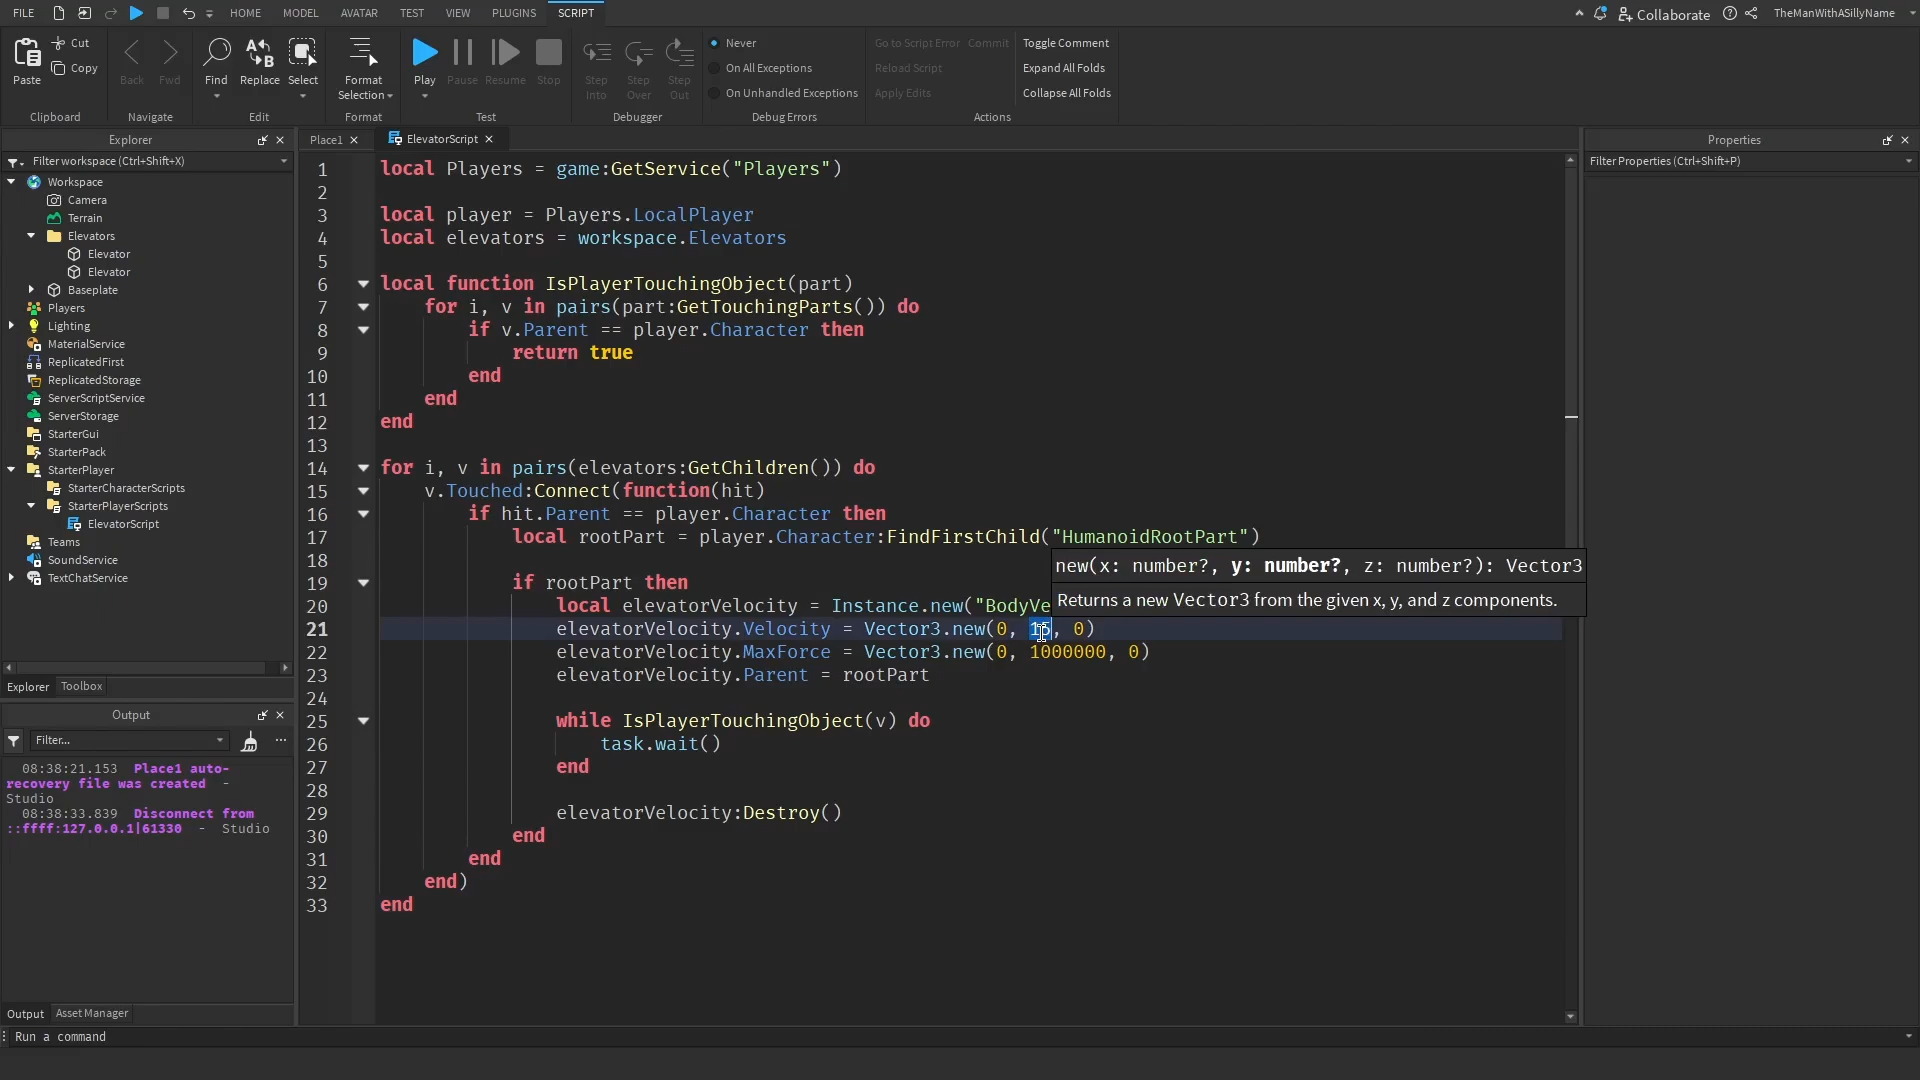 FILE HOME MODEL AVATAR TEST VIEW PLUGINS SCRIPT Collaborate TheManWithASillyName
Paste Cut Copy Clipboard
Back Fwd Navigate
Find Replace Select Edit
Format Selection Format
Play Pause Resume Stop Test
Step Into Step Over Step Out Debugger
Never
On All Exceptions
On Unhandled Exceptions
Debug Errors
Go to Script Error Commit
Reload Script
Apply Edits
Toggle Comment
Expand All Folds
Collapse All Folds
Actions
Explorer
Filter workspace (Ctrl+Shift+X)
Workspace
Camera
Terrain
Elevators
Elevator
Elevator
Baseplate
Players
Lighting
MaterialService
ReplicatedFirst
ReplicatedStorage
ServerScriptService
ServerStorage
StarterGui
StarterPack
StarterPlayer
StarterCharacterScripts
StarterPlayerScripts
ElevatorScript
Teams
SoundService
TextChatService
Explorer Toolbox
Output
Filter... ...
08:38:21.153 Place1 auto-
recovery file was created -
Studio
08:38:33.839 Disconnect from
::ffff:127.0.0.1|61330 - Studio
Output Asset Manager
Run a command
Place1 ElevatorScript
1 local Players = game:GetService("Players")
2
3 local player = Players.LocalPlayer
4 local elevators = workspace.Elevators
5
6 local function IsPlayerTouchingObject(part)
7 for i, v in pairs(part:GetTouchingParts()) do
8 if v.Parent == player.Character then
9 return true
10 end
11 end
12 end
13
14 for i, v in pairs(elevators:GetChildren()) do
15 v.Touched:Connect(function(hit)
16 if hit.Parent == player.Character then
17 local rootPart = player.Character:FindFirstChild("HumanoidRootPart")
18
19 if rootPart then
20 local elevatorVelocity = Instance.new("BodyVe
21 elevatorVelocity.Velocity = Vector3.new(0, 15, 0)
22 elevatorVelocity.MaxForce = Vector3.new(0, 1000000, 0)
23 elevatorVelocity.Parent = rootPart
24
25 while IsPlayerTouchingObject(v) do
26 task.wait()
27 end
28
29 elevatorVelocity:Destroy()
30 end
31 end
32 end)
33 end
new(x: number?, y: number?, z: number?): Vector3
Returns a new Vector3 from the given x, y, and z components.
Properties
Filter Properties (Ctrl+Shift+P)